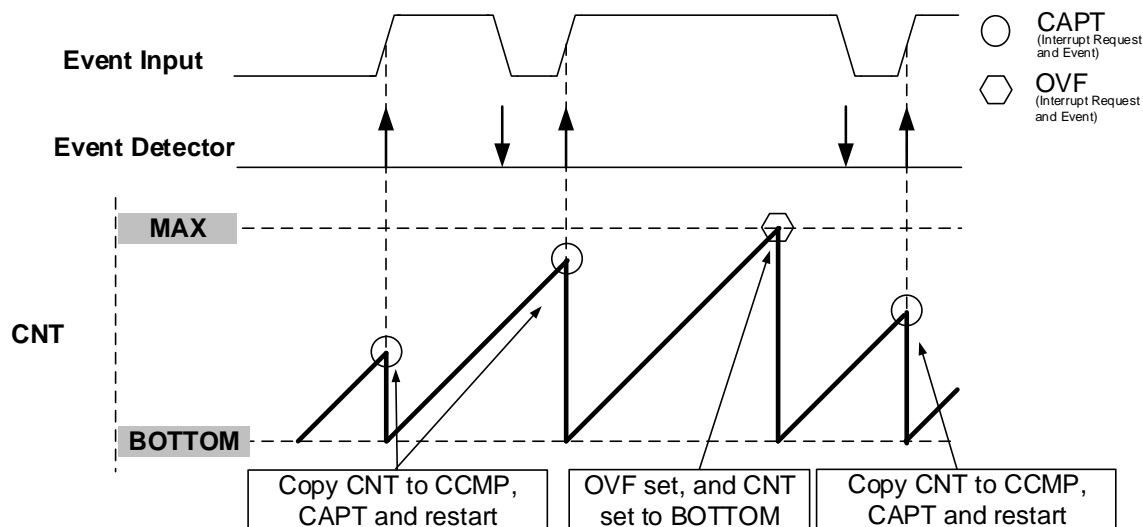 Event Input
CAPT
(Interrupt Request
and Event)
OVF
(Interrupt Request
and Event)
Event Detector
MAX
CNT
BOTTOM
Copy CNT to CCMP,
CAPT and restart
OVF set, and CNT
set to BOTTOM
Copy CNT to CCMP,
CAPT and restart